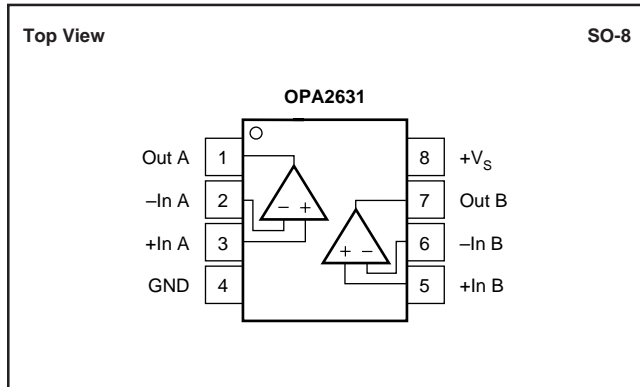 Top View SO-8
OPA2631
Out A 1 8 +VS
–In A 2 7 Out B
+In A 3 6 –In B
GND 4 5 +In B
– +
+ –